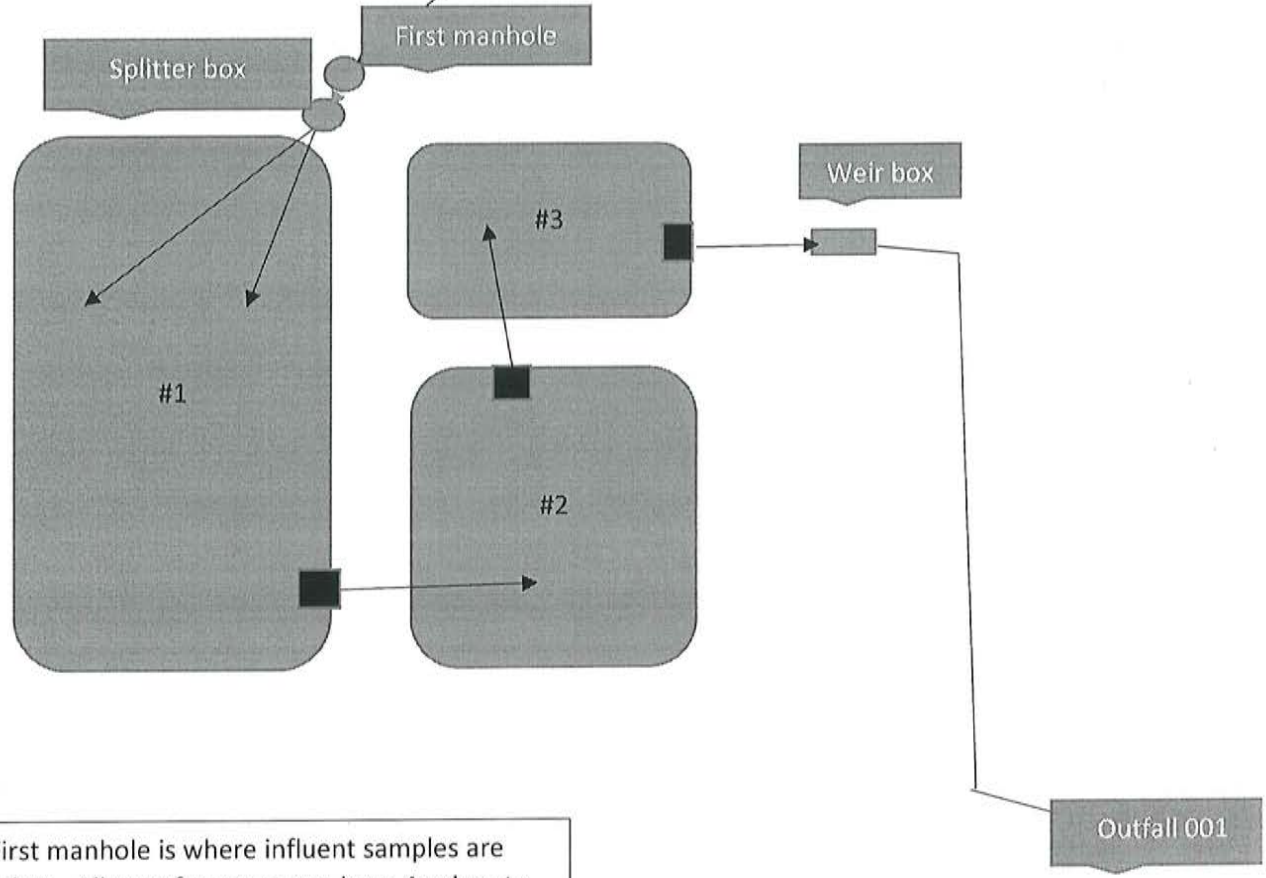 First manhole
Splitter box
Weir box
#3
#1
#2
Outfall 001
irst manhole is where influent samples are